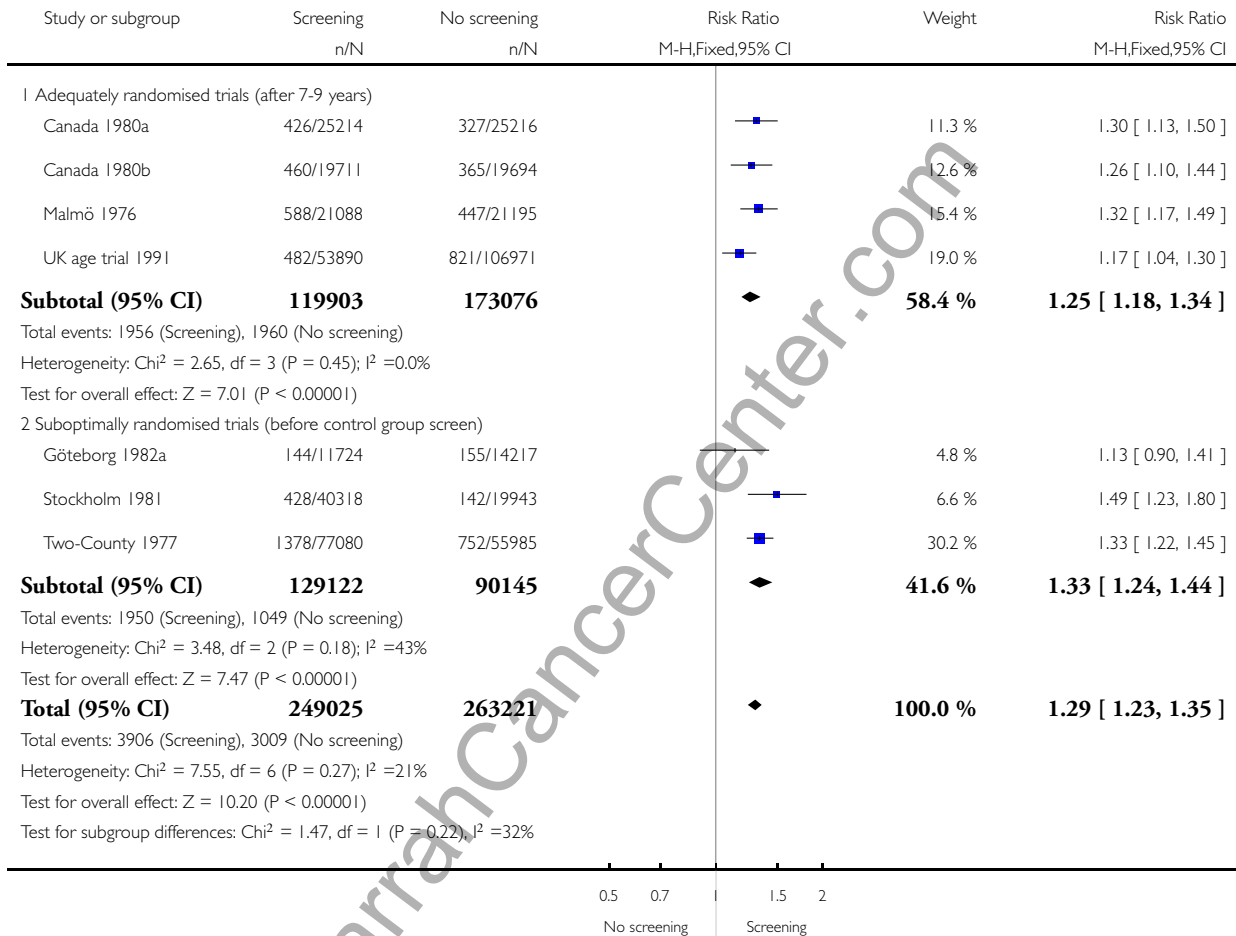 Study or subgroup Screening No screening Risk Ratio Weight Risk Ratio
n/N n/N M-H,Fixed,95% CI M-H,Fixed,95% CI
1 Adequately randomised trials (after 7-9 years)
Canada 1980a 426/25214 327/25216 11.3 % 1.30 [ 1.13, 1.50 ]
Canada 1980b 460/19711 365/19694 12.6 % 1.26 [ 1.10, 1.44 ]
Malmö 1976 588/21088 447/21195 15.4 % 1.32 [ 1.17, 1.49 ]
UK age trial 1991 482/53890 821/106971 19.0 % 1.17 [ 1.04, 1.30 ]
Subtotal (95% CI) 119903 173076 58.4 % 1.25 [ 1.18, 1.34 ]
Total events: 1956 (Screening), 1960 (No screening)
Heterogeneity: Chi² = 2.65, df = 3 (P = 0.45); I² =0.0%
Test for overall effect: Z = 7.01 (P < 0.00001)
2 Suboptimally randomised trials (before control group screen)
Göteborg 1982a 144/11724 155/14217 4.8 % 1.13 [ 0.90, 1.41 ]
Stockholm 1981 428/40318 142/19943 6.6 % 1.49 [ 1.23, 1.80 ]
Two-County 1977 1378/77080 752/55985 30.2 % 1.33 [ 1.22, 1.45 ]
Subtotal (95% CI) 129122 90145 41.6 % 1.33 [ 1.24, 1.44 ]
Total events: 1950 (Screening), 1049 (No screening)
Heterogeneity: Chi² = 3.48, df = 2 (P = 0.18); I² =43%
Test for overall effect: Z = 7.47 (P < 0.00001)
Total (95% CI) 249025 263221 100.0 % 1.29 [ 1.23, 1.35 ]
Total events: 3906 (Screening), 3009 (No screening)
Heterogeneity: Chi² = 7.55, df = 6 (P = 0.27); I² =21%
Test for overall effect: Z = 10.20 (P < 0.00001)
Test for subgroup differences: Chi² = 1.47, df = 1 (P = 0.22), I² =32%
0.5 0.7 1 1.5 2
No screening Screening
arrahCancerCenter.com